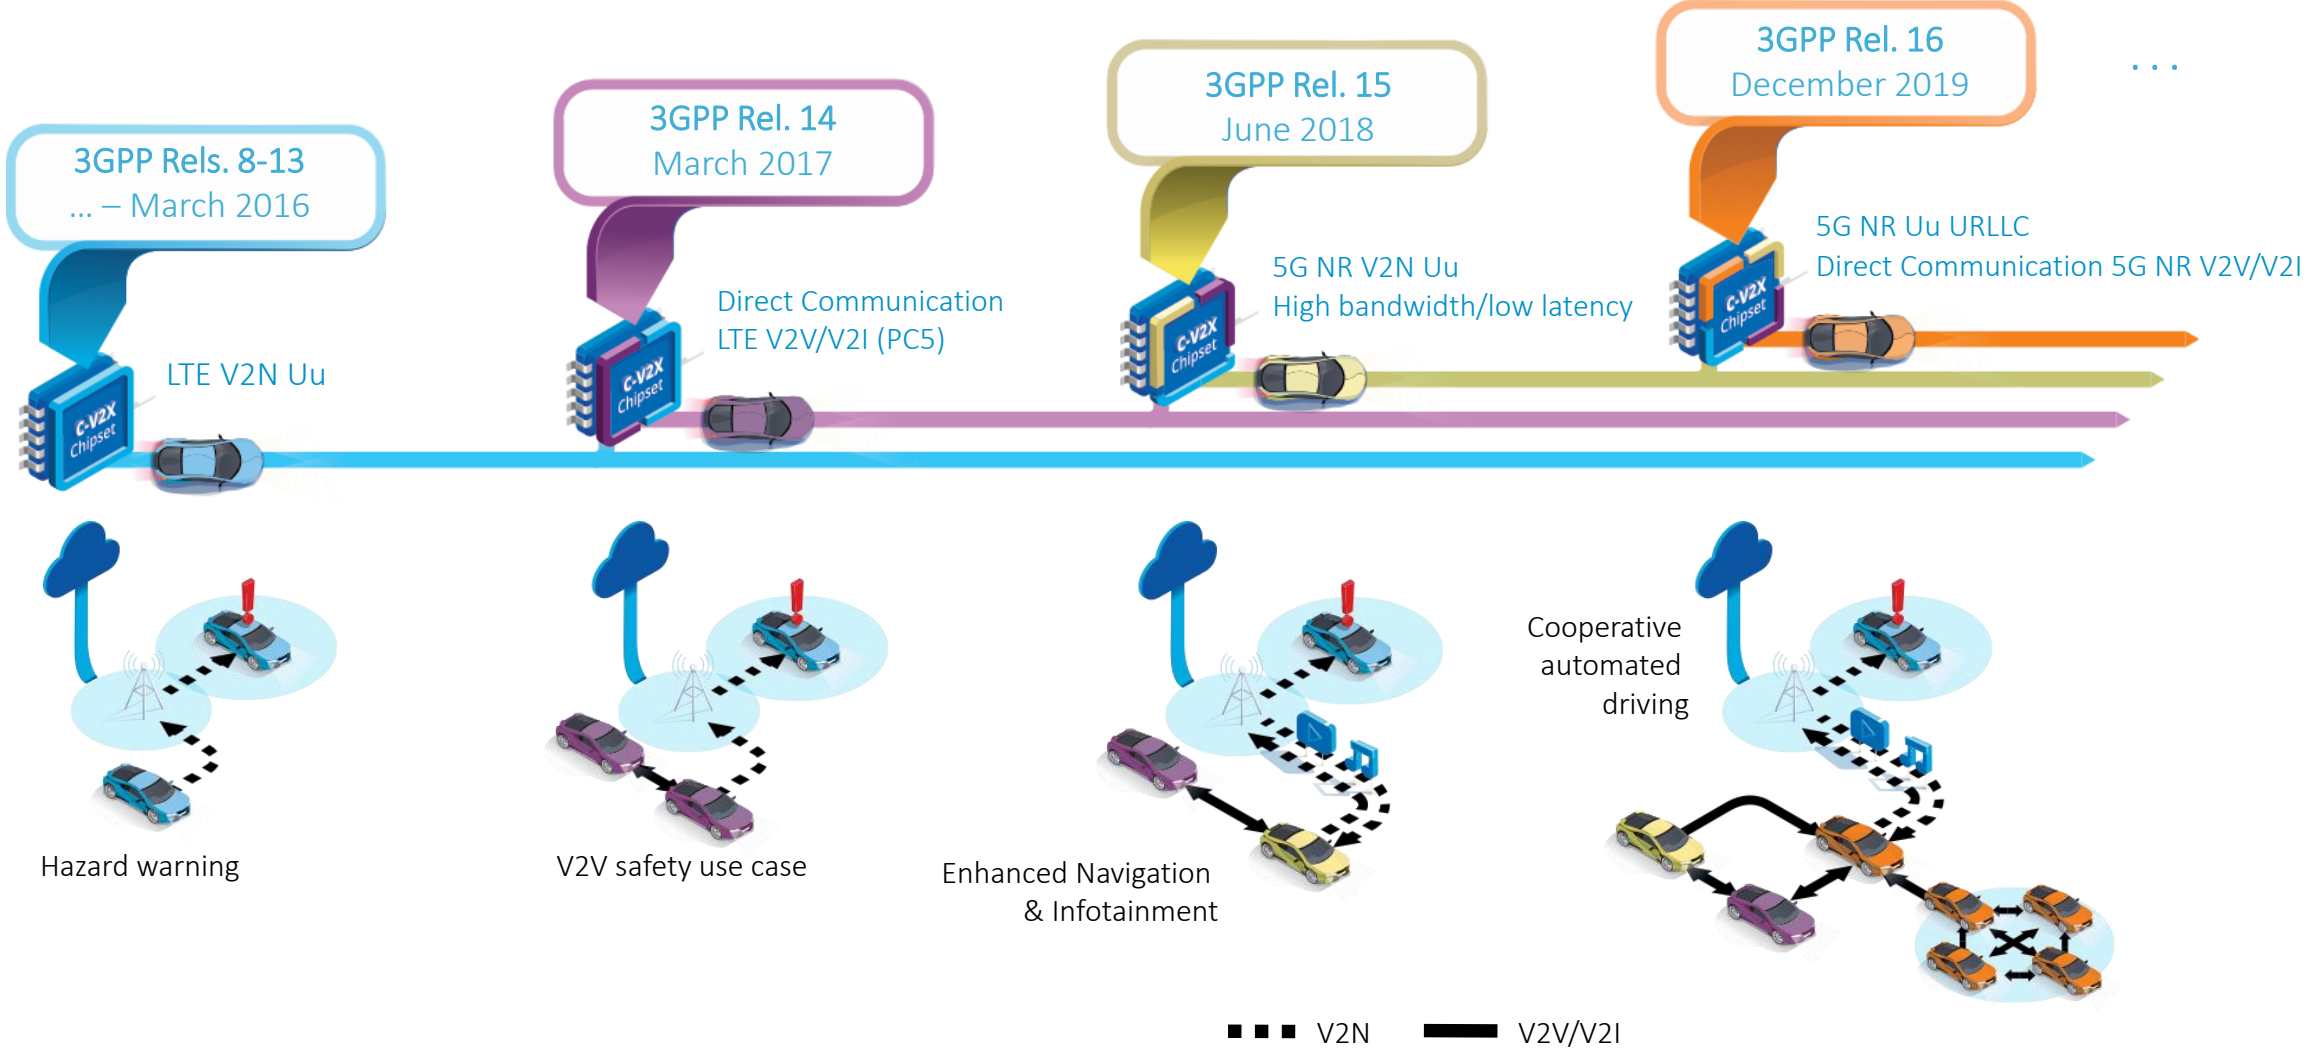 3GPP Rels. 8-13
... – March 2016
LTE V2N Uu
C-V2X
Chipset
3GPP Rel. 14
March 2017
Direct Communication
LTE V2V/V2I (PC5)
C-V2X
Chipset
3GPP Rel. 15
June 2018
5G NR V2N Uu
High bandwidth/low latency
C-V2X
Chipset
3GPP Rel. 16
December 2019
5G NR Uu URLLC
Direct Communication 5G NR V2V/V2I
C-V2X
Chipset
. . .
Hazard warning
V2V safety use case
Enhanced Navigation
& Infotainment
Cooperative
automated
driving
V2N
V2V/V2I